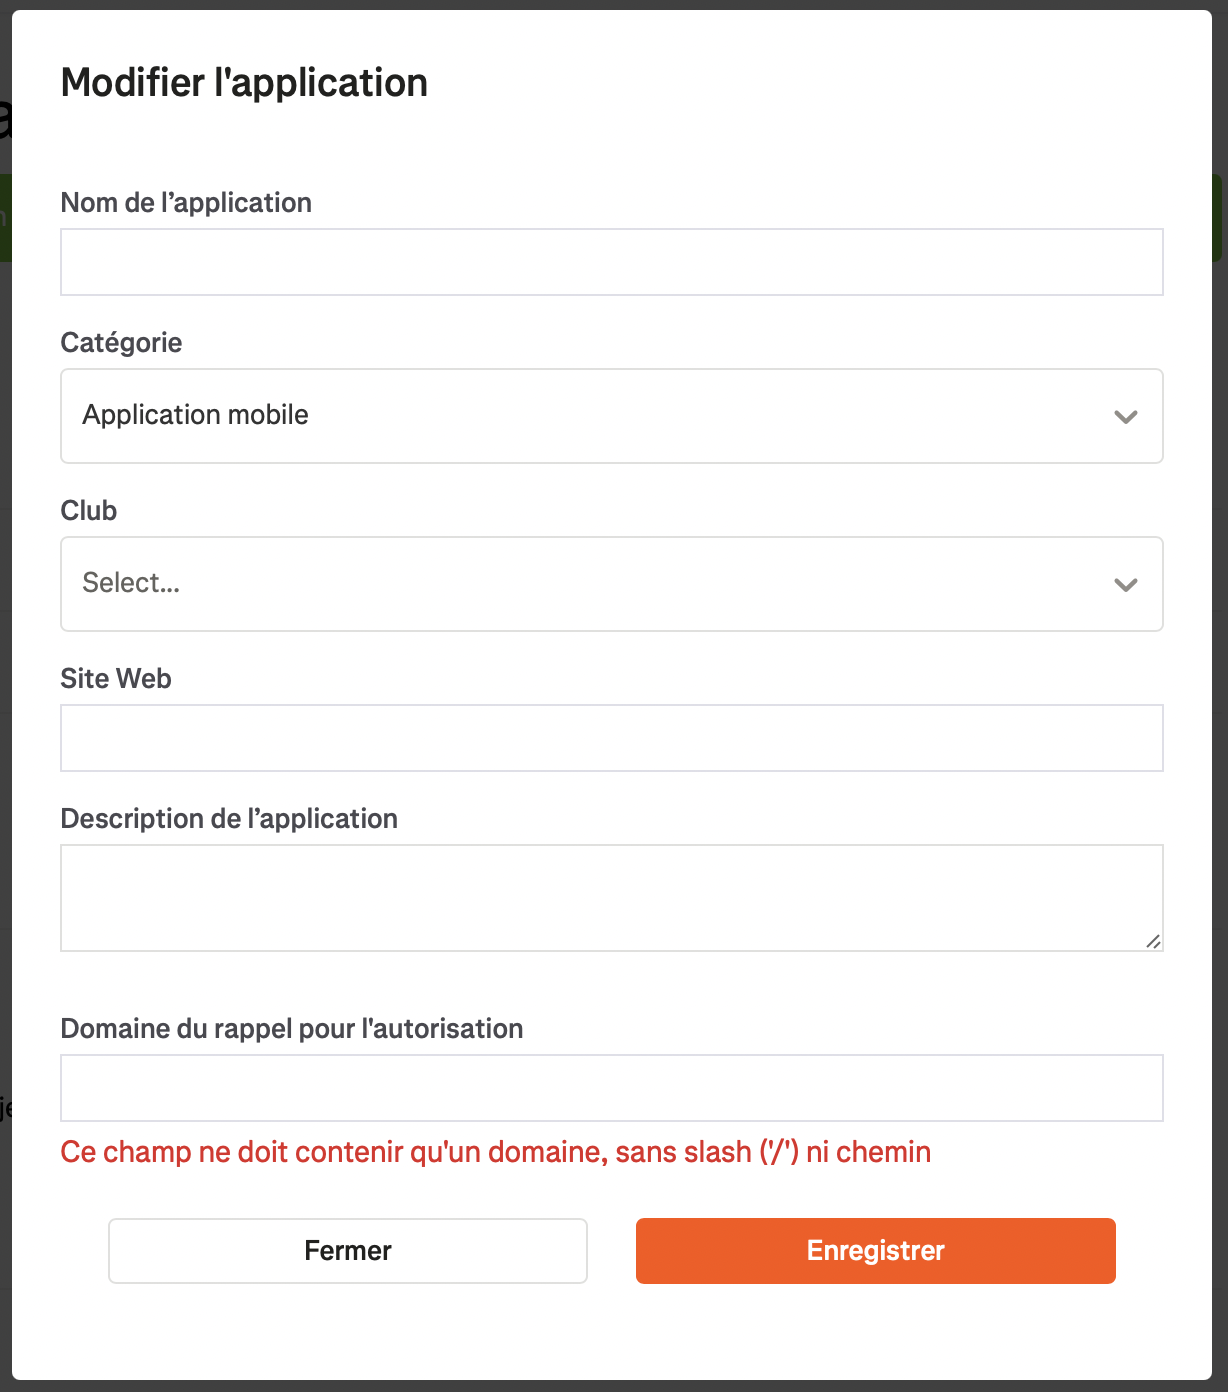 Modifier l'application
Nom de l’application
Catégorie
Application mobile
Club
Select...
Site Web
Description de l’application
Domaine du rappel pour l'autorisation
Ce champ ne doit contenir qu'un domaine, sans slash ('/') ni chemin
Fermer
Enregistrer